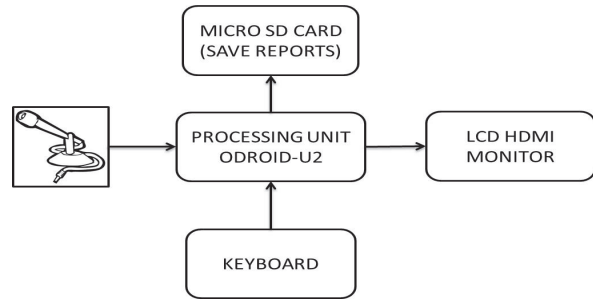 MICRO SD CARD
(SAVE REPORTS)
PROCESSING UNIT
ODROID-U2
LCD HDMI
MONITOR
KEYBOARD